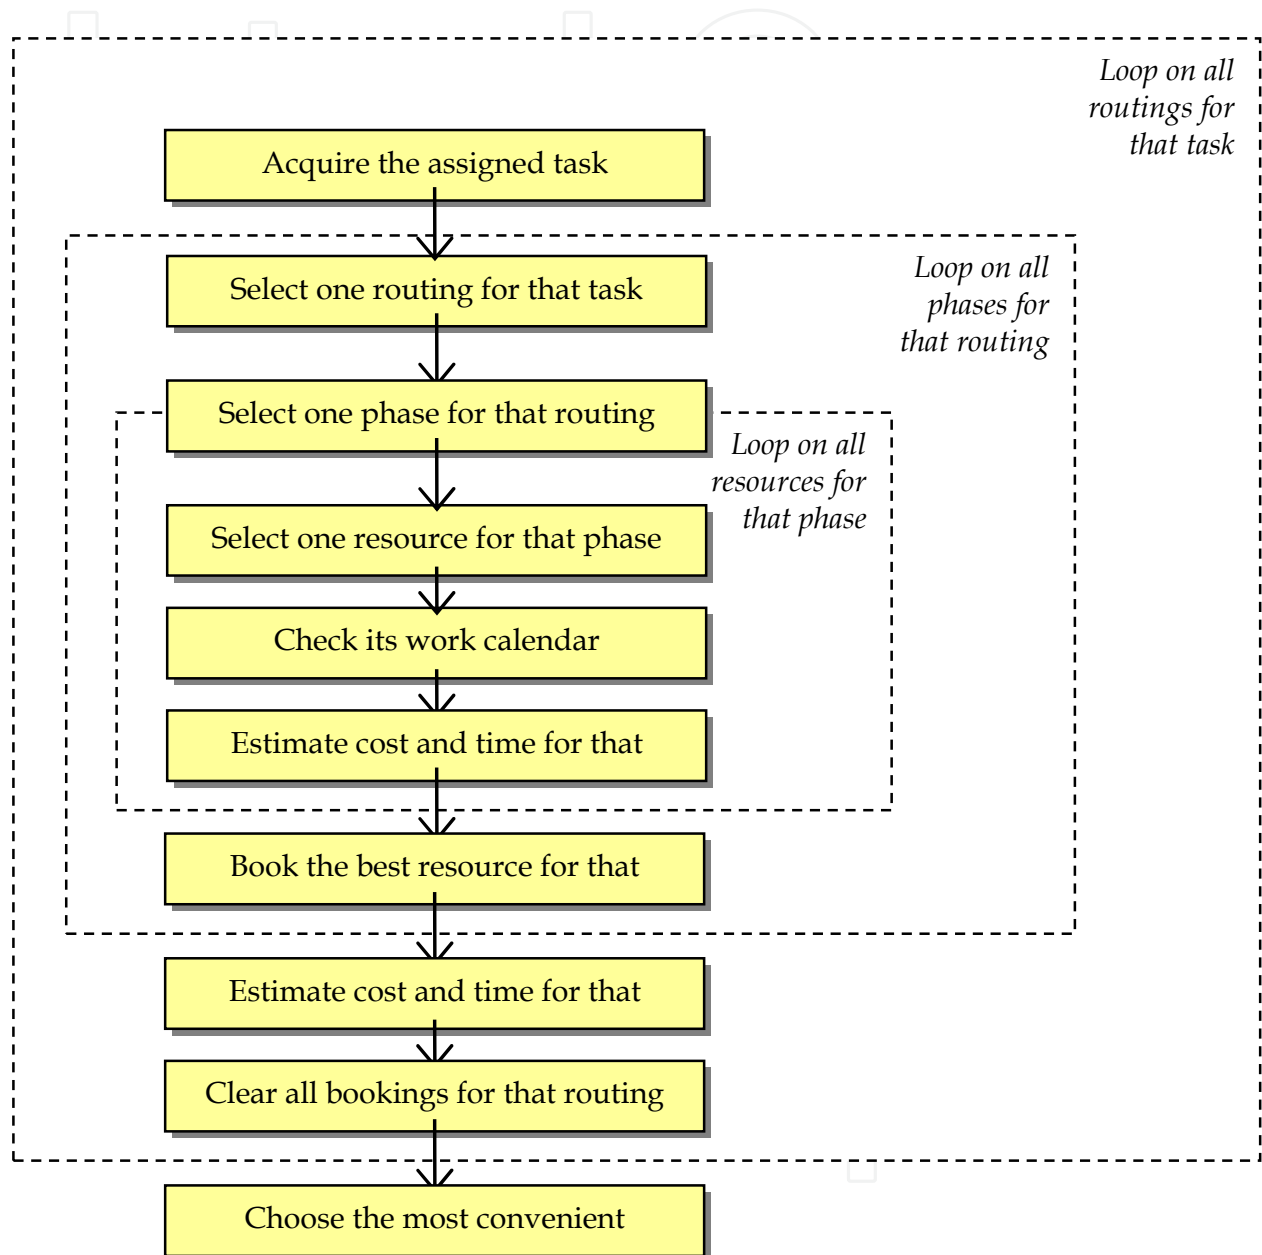 Loop on all
routings for
that task
Acquire the assigned task
Loop on all
phases for
that routing
Select one routing for that task
Select one phase for that routing
Loop on all
resources for
that phase
Select one resource for that phase
Check its work calendar
Estimate cost and time for that
Book the best resource for that
Estimate cost and time for that
Clear all bookings for that routing
Choose the most convenient